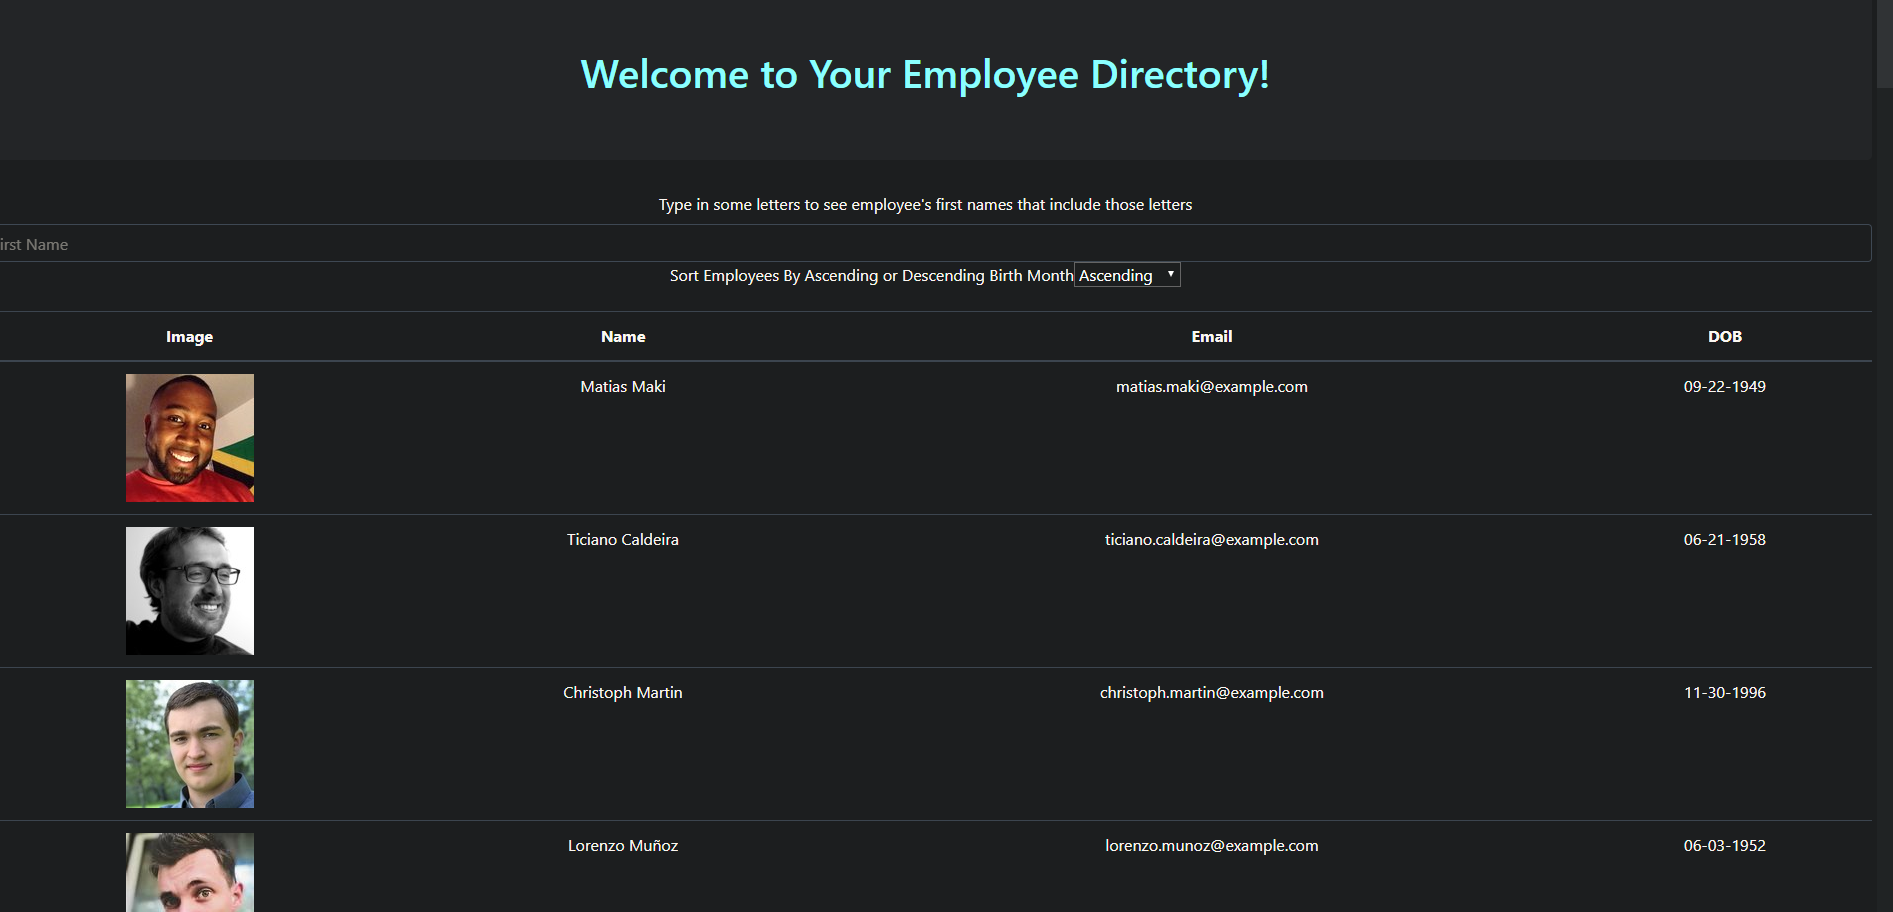 Welcome to Your Employee Directory!
Type in some letters to see employee's first names that include those letters
irst Name
Sort Employees By Ascending or Descending Birth Month Ascending
Image Name Email DOB
Matias Maki matias.maki@example.com 09-22-1949
Ticiano Caldeira ticiano.caldeira@example.com 06-21-1958
Christoph Martin christoph.martin@example.com 11-30-1996
Lorenzo Muñoz lorenzo.munoz@example.com 06-03-1952